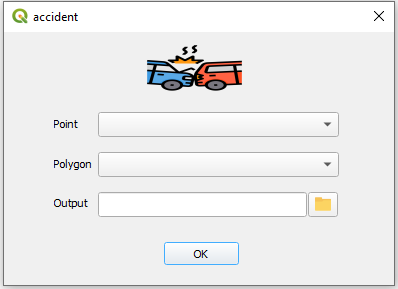 accident
Point
Polygon
Output
OK